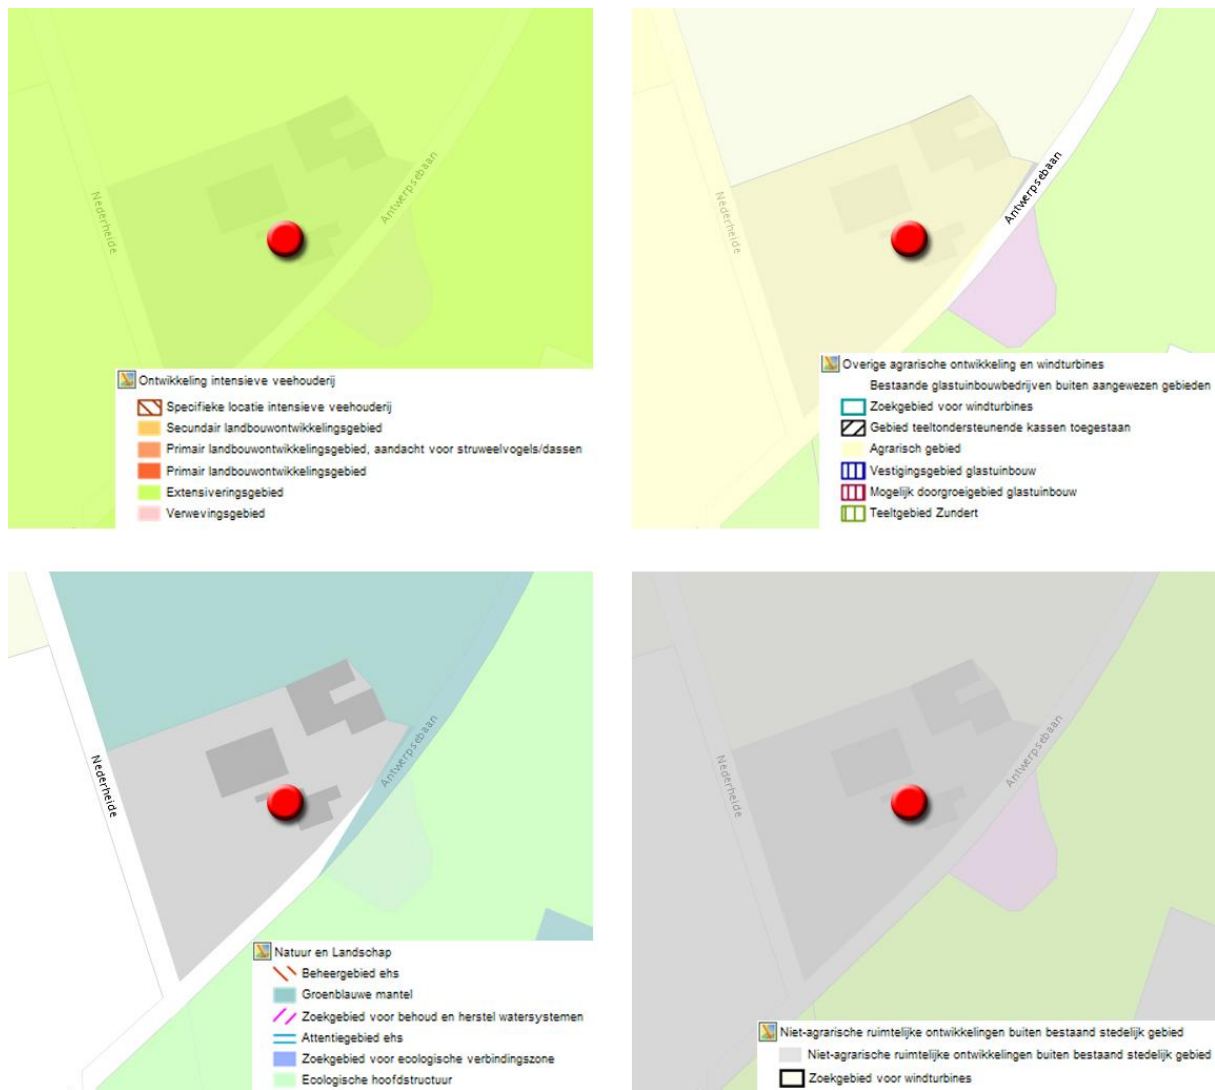 Nederheide
Antwerpsebaan
Ontwikkeling intensieve veehouderij
Specifieke locatie intensieve veehouderij
Secundair landbouwontwikkelingsgebied
Primair landbouwontwikkelingsgebied, aandacht voor struweelvogels/dassen
Primair landbouwontwikkelingsgebied
Extensiveringsgebied
Verwevingsgebied
Nederheide
Antwerpsebaan
Overige agrarische ontwikkeling en windturbines
Bestaande glastuinbouwbedrijven buiten aangewezen gebieden
Zoekgebied voor windturbines
Gebied teeltondersteunende kassen toegestaan
Agrarisch gebied
Vestigingsgebied glastuinbouw
Mogelijk doorgroeigebied glastuinbouw
Teeltgebied Zundert
Nederheide
Antwerpsebaan
Natuur en Landschap
Beheergebied ehs
Groenblauwe mantel
Zoekgebied voor behoud en herstel watersystemen
Attentiegebied ehs
Zoekgebied voor ecologische verbindingszone
Ecologische hoofdstructuur
Nederheide
Antwerpsebaan
Niet-agrarische ruimtelijke ontwikkelingen buiten bestaand stedelijk gebied
Niet-agrarische ruimtelijke ontwikkelingen buiten bestaand stedelijk gebied
Zoekgebied voor windturbines